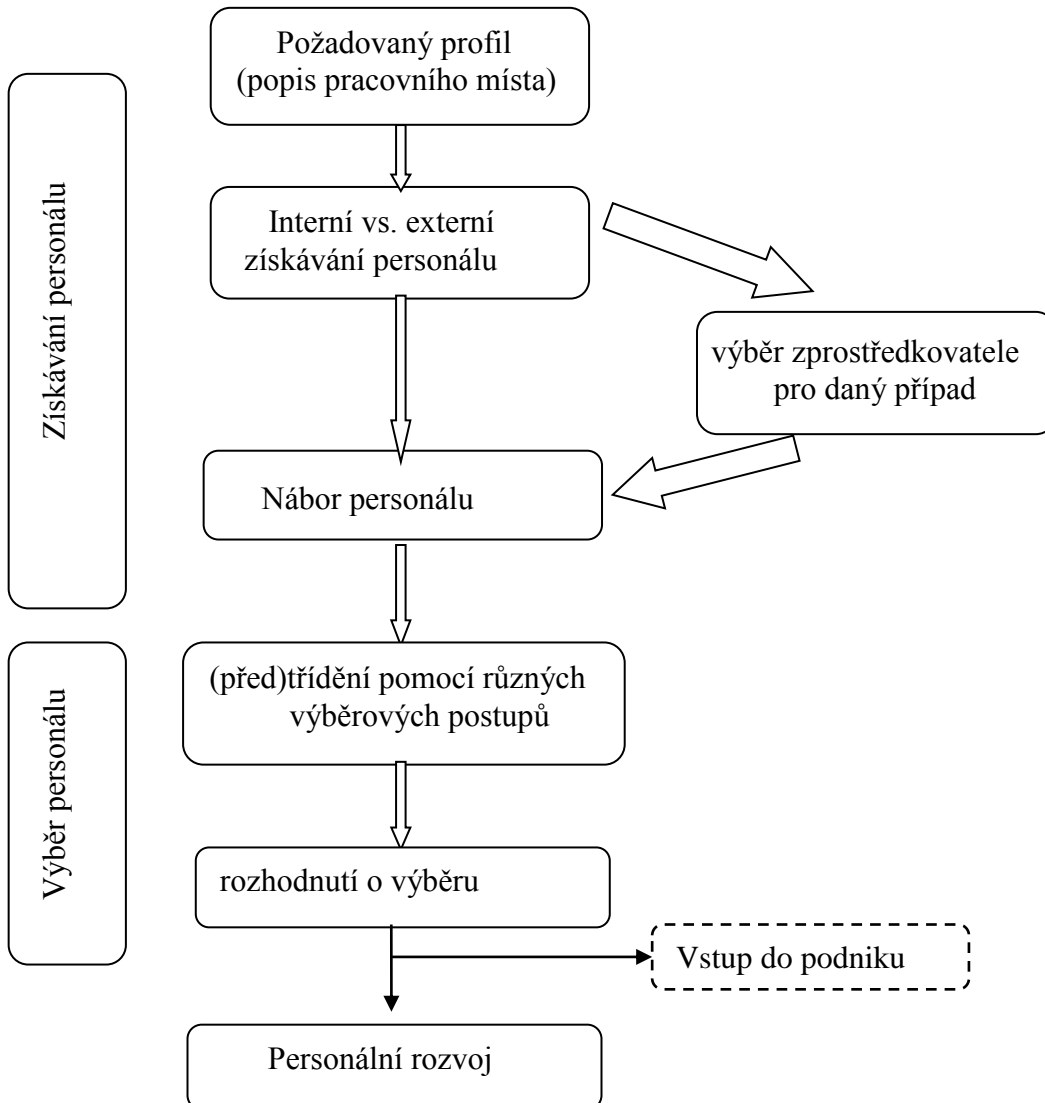 Požadovaný profil
(popis pracovního místa)
Získávání personálu
Interní vs. externí
získávání personálu
výběr zprostředkovatele
pro daný případ
Nábor personálu
Výběr personálu
(před)třídění pomocí různých
výběrových postupů
rozhodnutí o výběru
Vstup do podniku
Personální rozvoj